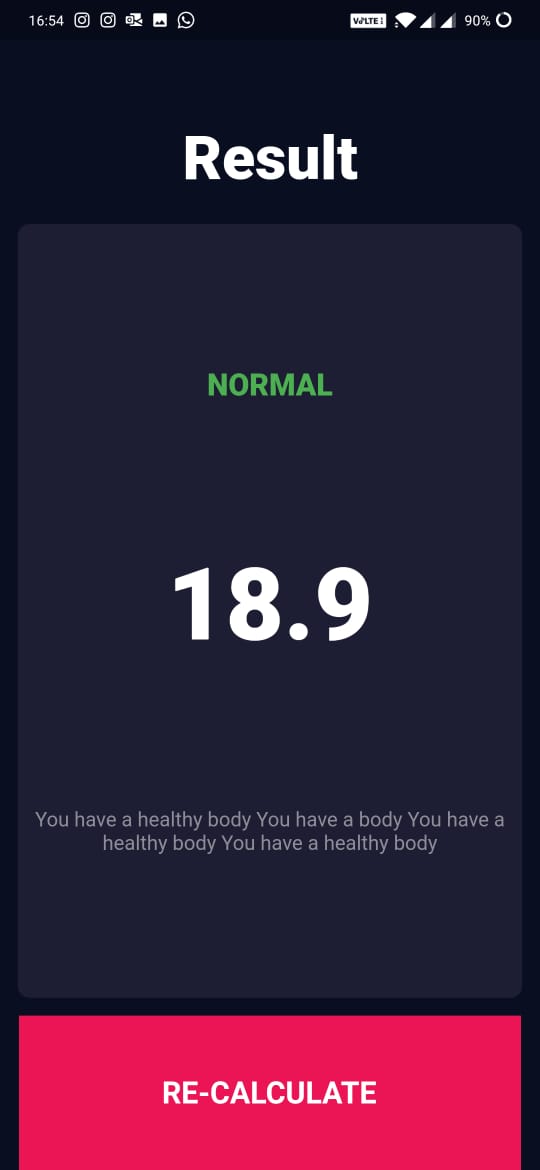 16:54 VoLTE 90%
Result
NORMAL
18.9
You have a healthy body You have a body You have a
healthy body You have a healthy body
RE-CALCULATE